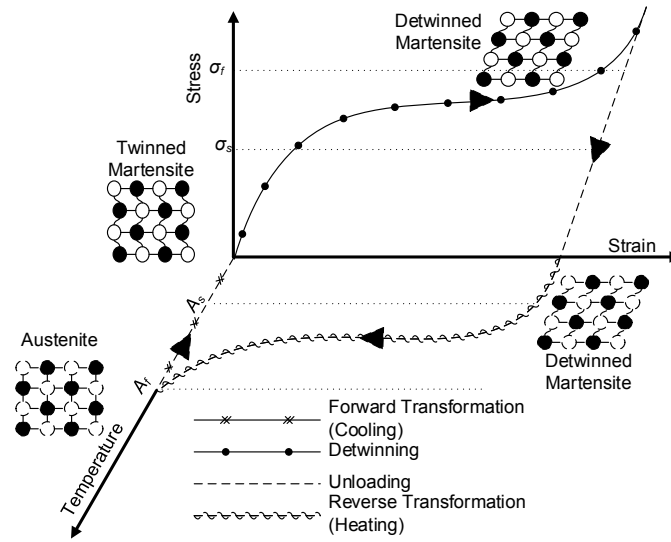 Detwinned
Martensite
σf
Stress
σs
Twinned
Martensite
Strain
As
Austenite
Detwinned
Martensite
Af
Temperature
Forward Transformation
(Cooling)
Detwinning
Unloading
Reverse Transformation
(Heating)